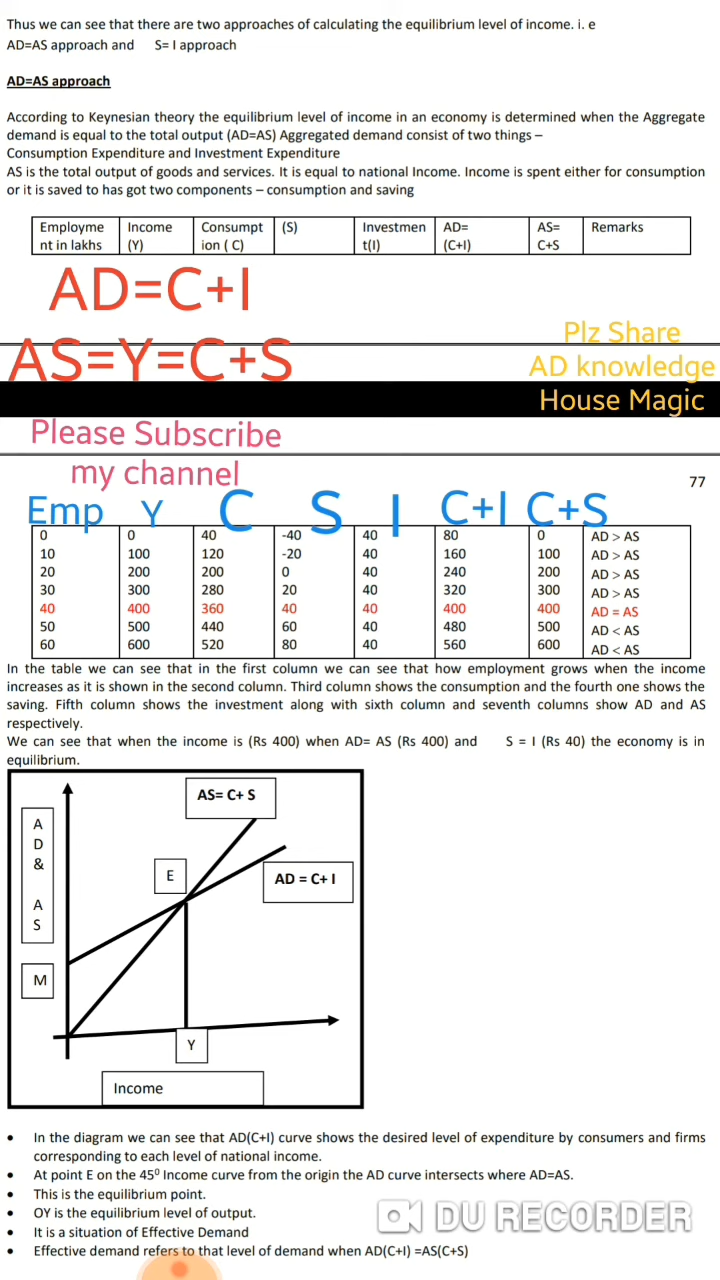 Thus we can see that there are two approaches of calculating the equilibrium level of income. i. e
AD=AS approach and S= I approach
AD=AS approach
According to Keynesian theory the equilibrium level of income in an economy is determined when the Aggregate
demand is equal to the total output (AD=AS) Aggregated demand consist of two things –
Consumption Expenditure and Investment Expenditure
AS is the total output of goods and services. It is equal to national Income. Income is spent either for consumption
or it is saved to has got two components – consumption and saving
Employme Income Consumpt (S) Investmen AD= AS= Remarks
nt in lakhs (Y) ion ( C) t(I) (C+I) C+S
AD=C+I
Plz Share
AS=Y=C+S AD knowledge
House Magic
Please Subscribe
my channel
77
Emp Y C S I C+I C+S
0 0 40 -40 40 80 0 AD > AS
10 100 120 -20 40 160 100 AD > AS
20 200 200 0 40 240 200 AD > AS
30 300 280 20 40 320 300 AD > AS
40 400 360 40 40 400 400 AD = AS
50 500 440 60 40 480 500 AD < AS
60 600 520 80 40 560 600 AD < AS
In the table we can see that in the first column we can see that how employment grows when the income
increases as it is shown in the second column. Third column shows the consumption and the fourth one shows the
saving. Fifth column shows the investment along with sixth column and seventh columns show AD and AS
respectively.
We can see that when the income is (Rs 400) when AD= AS (Rs 400) and S = I (Rs 40) the economy is in
equilibrium.
AS= C+ S
A
D
&
A
S
E
AD = C+ I
M
Y
Income
• In the diagram we can see that AD(C+I) curve shows the desired level of expenditure by consumers and firms
corresponding to each level of national income.
• At point E on the 45⁰ Income curve from the origin the AD curve intersects where AD=AS.
• This is the equilibrium point.
• OY is the equilibrium level of output.
• It is a situation of Effective Demand
• Effective demand refers to that level of demand when AD(C+I) =AS(C+S)
DU RECORDER